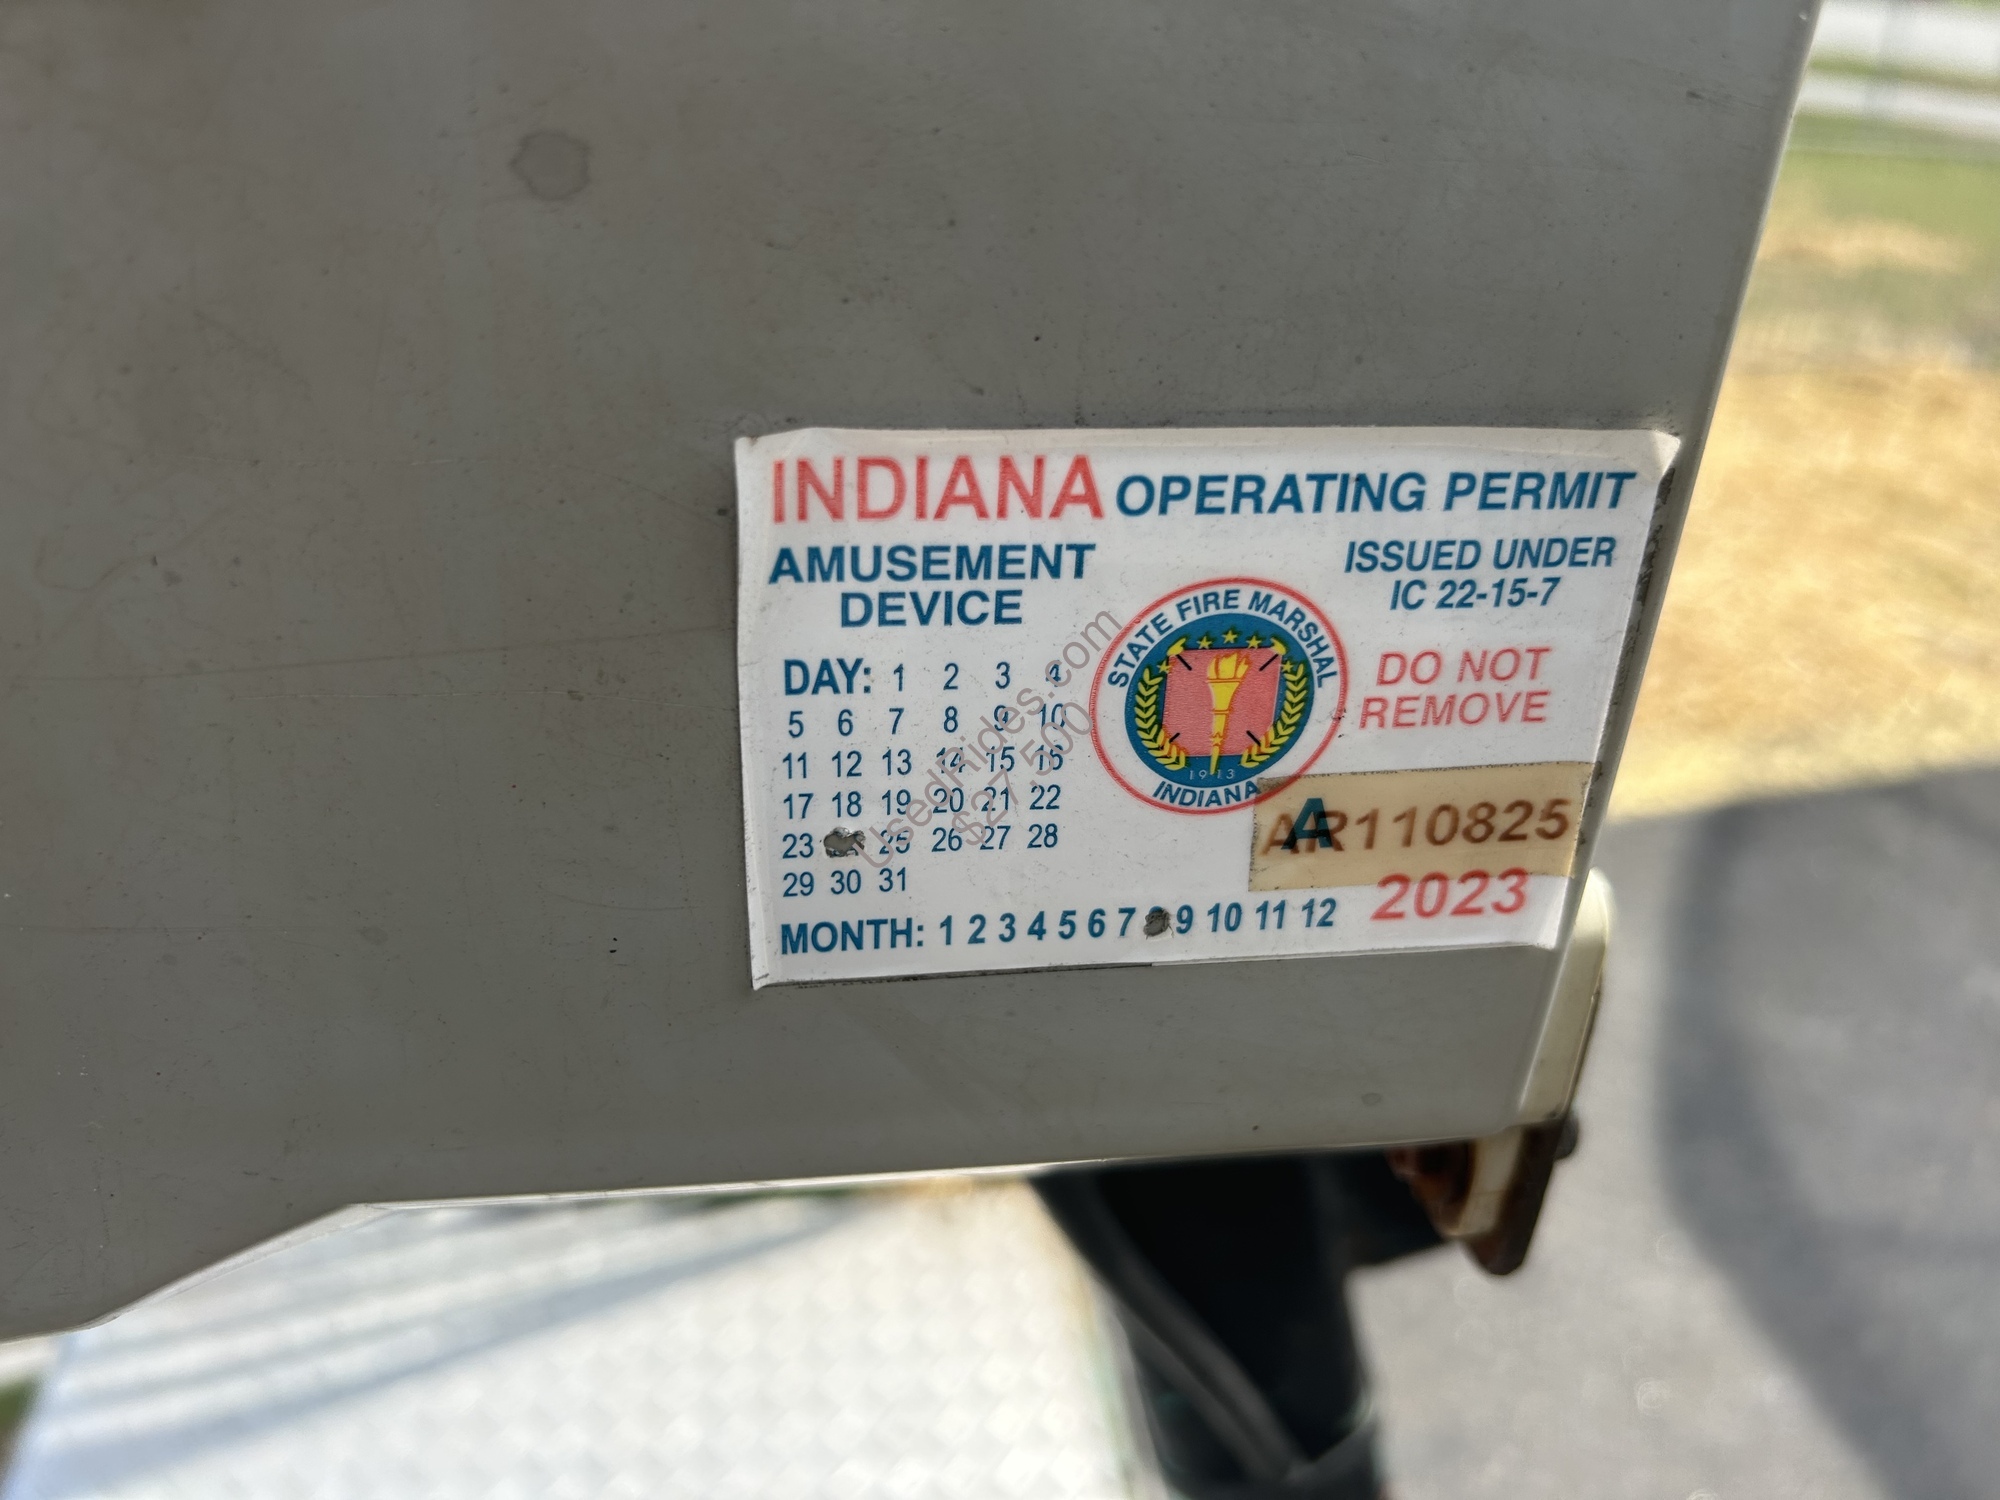 INDIANA OPERATING PERMIT
AMUSEMENT
DEVICE
ISSUED UNDER
IC 22-15-7
STATE FIRE MARSHAL
1913
INDIANA
DO NOT
REMOVE
DAY: 1 2 3 4
5 6 7 8 9 10
11 12 13 14 15 16
17 18 19 20 21 22
23 25 26 27 28
29 30 31
A
AR110825
2023
MONTH: 1 2 3 4 5 6 7 9 10 11 12
UsedRides.com
$27,500